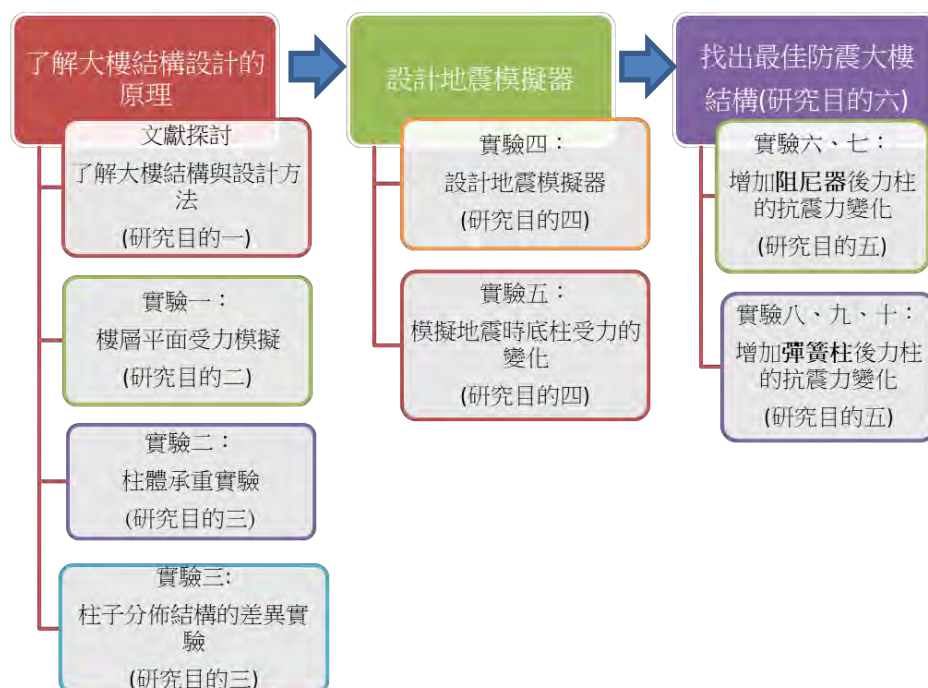 了解大樓結構設計的
原理
文獻探討
了解大樓結構與設計方
法
(研究目的一)
實驗一：
樓層平面受力模擬
(研究目的二)
實驗二：
柱體承重實驗
(研究目的三)
實驗三:
柱子分佈結構的差異實
驗
(研究目的三)
設計地震模擬器
實驗四：
設計地震模擬器
(研究目的四)
實驗五：
模擬地震時底柱受力的
變化
(研究目的四)
找出最佳防震大樓
結構(研究目的六)
實驗六、七：
增加阻尼器後力柱
的抗震力變化
(研究目的五)
實驗八、九、十：
增加彈簧柱後力柱
的抗震力變化
(研究目的五)